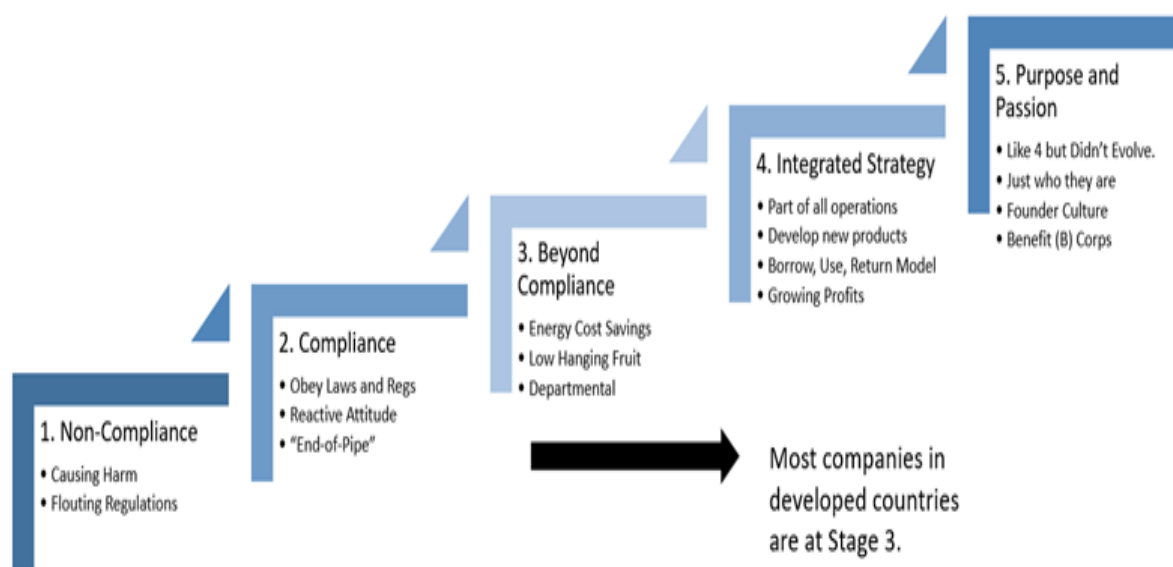 1. Non-Compliance
• Causing Harm
• Flouting Regulations
2. Compliance
• Obey Laws and Regs
• Reactive Attitude
• “End-of-Pipe”
3. Beyond
Compliance
• Energy Cost Savings
• Low Hanging Fruit
• Departmental
4. Integrated Strategy
• Part of all operations
• Develop new products
• Borrow, Use, Return Model
• Growing Profits
5. Purpose and
Passion
• Like 4 but Didn’t Evolve.
• Just who they are
• Founder Culture
• Benefit (B) Corps
Most companies in
developed countries
are at Stage 3.